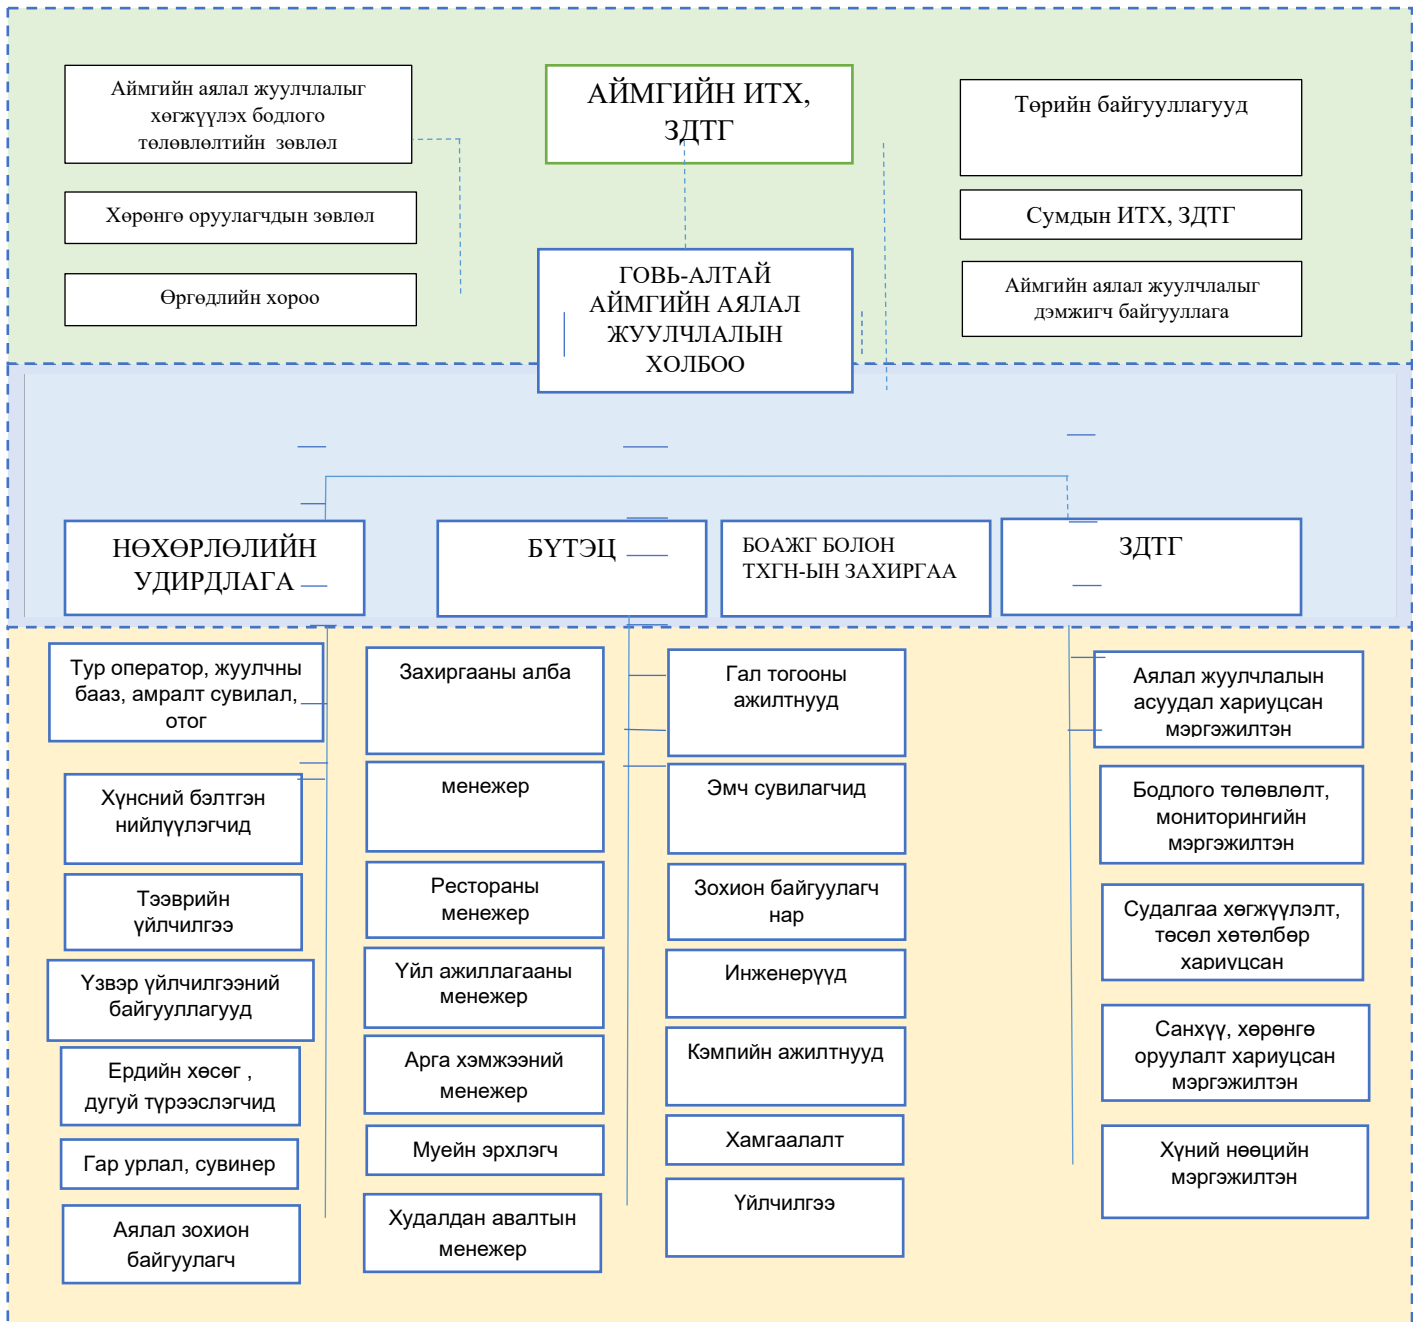 Аймгийн аялал жуулчлалыг
хөгжүүлэх бодлого
төлөвлөлтийн зөвлөл
АЙМГИЙН ИТХ,
ЗДТГ
Төрийн байгууллагууд
Хөрөнгө оруулагчдын зөвлөл
Сумдын ИТХ, ЗДТГ
Өргөдлийн хороо
ГОВЬ-АЛТАЙ
АЙМГИЙН АЯЛАЛ
ЖУУЛЧЛАЛЫН
ХОЛБОО
Аймгийн аялал жуулчлалыг
дэмжигч байгууллага
НӨХӨРЛӨЛИЙН
УДИРДЛАГА
БҮТЭЦ
БОАЖГ БОЛОН
ТХГН-ЫН ЗАХИРГАА
ЗДТГ
Тур оператор, жуулчны
бааз, амралт сувилал,
отог
Хүнсний бэлтгэн
нийлүүлэгчид
Тээврийн
үйлчилгээ
Үзвэр үйлчилгээний
байгууллагууд
Ердийн хөсөг ,
дугуй түрээслэгчид
Гар урлал, сувинер
Аялал зохион
байгуулагч
Захиргааны алба
менежер
Рестораны
менежер
Үйл ажиллагааны
менежер
Арга хэмжээний
менежер
Муейн эрхлэгч
Худалдан авалтын
менежер
Гал тогооны
ажилтнууд
Эмч сувилагчид
Зохион байгуулагч
нар
Инженерүүд
Кэмпийн ажилтнууд
Хамгаалалт
Үйлчилгээ
Аялал жуулчлалын
асуудал хариуцсан
мэргэжилтэн
Бодлого төлөвлөлт,
мониторингийн
мэргэжилтэн
Судалгаа хөгжүүлэлт,
төсөл хөтөлбөр
хариуцсан
Санхүү, хөрөнгө
оруулалт хариуцсан
мэргэжилтэн
Хүний нөөцийн
мэргэжилтэн